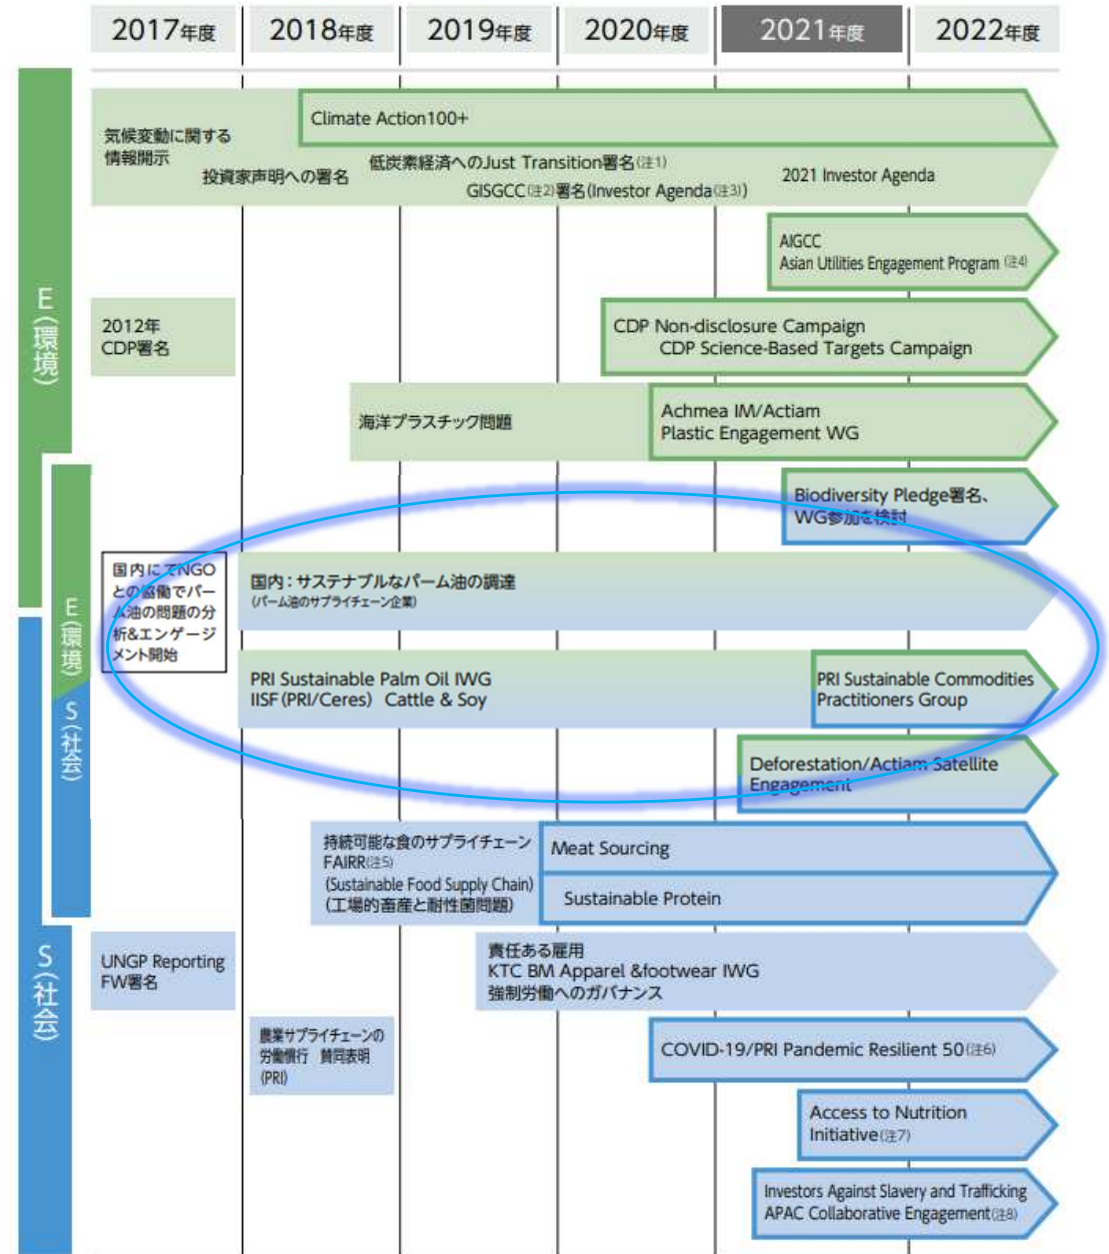 2017年度 2018年度 2019年度 2020年度 2021年度 2022年度
E(環境)
気候変動に関する
情報開示
Climate Action100+
投資家声明への署名
低炭素経済へのJust Transition署名(注1)
GISGCC(注2)署名(Investor Agenda(注3))
2021 Investor Agenda
AIGCC
Asian Utilities Engagement Program (注4)
2012年
CDP署名
CDP Non-disclosure Campaign
CDP Science-Based Targets Campaign
海洋プラスチック問題
Achmea IM/Actiam
Plastic Engagement WG
E(環境) S(社会)
Biodiversity Pledge署名、
WG参加を検討
国内にてNGO
との協働でパー
ム油の問題の分
析&エンゲージ
メント開始
国内：サステナブルなパーム油の調達
(パーム油のサプライチェーン企業)
PRI Sustainable Palm Oil IWG
IISF(PRI/Ceres) Cattle & Soy
PRI Sustainable Commodities
Practitioners Group
Deforestation/Actiam Satellite
Engagement
持続可能な食のサプライチェーン
FAIRR(注5)
(Sustainable Food Supply Chain)
(工場的畜産と耐性菌問題)
Meat Sourcing
Sustainable Protein
S(社会)
UNGP Reporting
FW署名
責任ある雇用
KTC BM Apparel &footwear IWG
強制労働へのガバナンス
農業サプライチェーンの
労働慣行 賛同表明
(PRI)
COVID-19/PRI Pandemic Resilient 50(注6)
Access to Nutrition
Initiative(注7)
Investors Against Slavery and Trafficking
APAC Collaborative Engagement(注8)